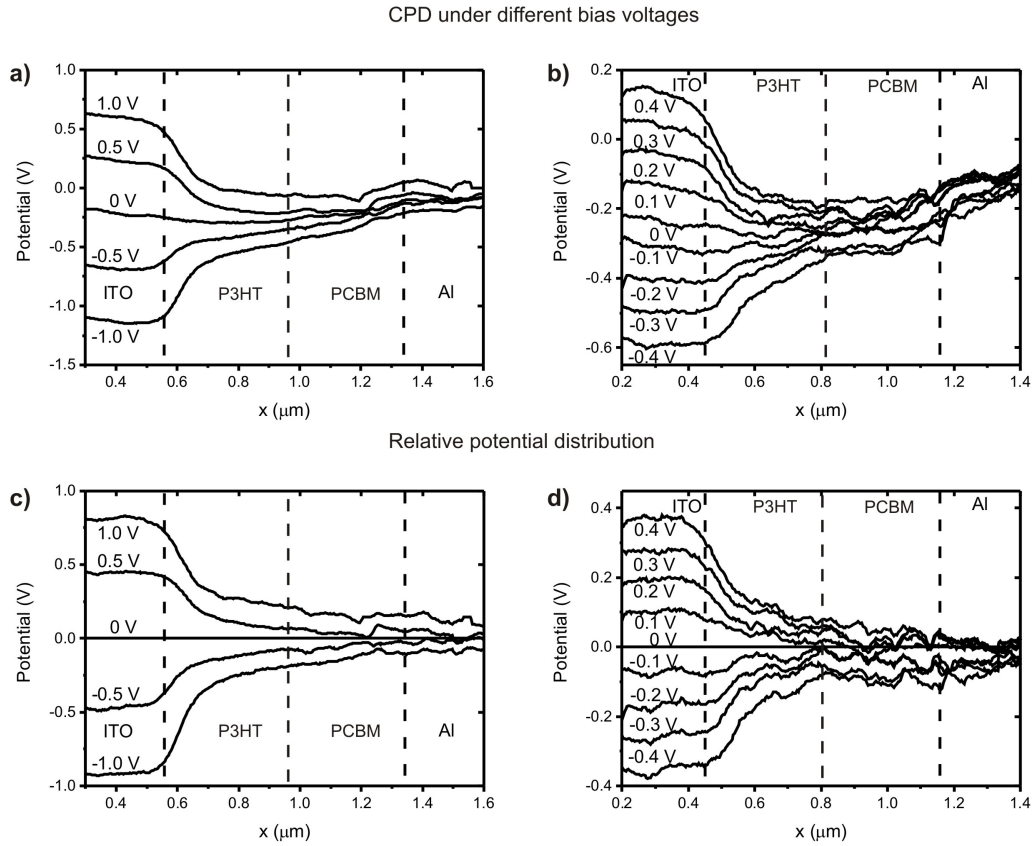 CPD under different bias voltages
a)
1.0
0.5
0.0
-0.5
-1.0
-1.5
Potential (V)
1.0 V
0.5 V
0 V
-0.5 V
-1.0 V
ITO P3HT PCBM Al
0.4 0.6 0.8 1.0 1.2 1.4 1.6
x (μm)
b)
0.2
0.0
-0.2
-0.4
-0.6
Potential (V)
ITO P3HT PCBM Al
0.4 V
0.3 V
0.2 V
0.1 V
0 V
-0.1 V
-0.2 V
-0.3 V
-0.4 V
0.2 0.4 0.6 0.8 1.0 1.2 1.4
x (μm)
Relative potential distribution
c)
1.0
0.5
0.0
-0.5
-1.0
Potential (V)
1.0 V
0.5 V
0 V
-0.5 V
ITO P3HT PCBM Al
-1.0 V
0.4 0.6 0.8 1.0 1.2 1.4 1.6
x (μm)
d)
0.4
0.2
0.0
-0.2
-0.4
Potential (V)
ITO P3HT PCBM Al
0.4 V
0.3 V
0.2 V
0.1 V
0 V
-0.1 V
-0.2 V
-0.3 V
-0.4 V
0.2 0.4 0.6 0.8 1.0 1.2 1.4
x (μm)